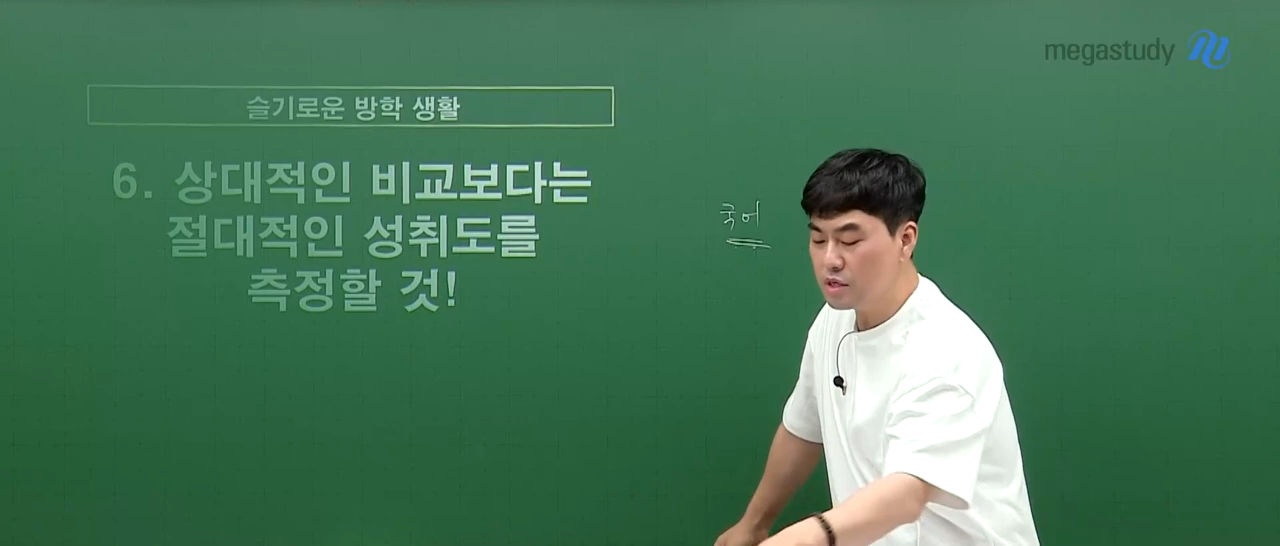 megastudy
슬기로운 방학 생활
6. 상대적인 비교보다는
절대적인 성취도를
측정할 것!
국어